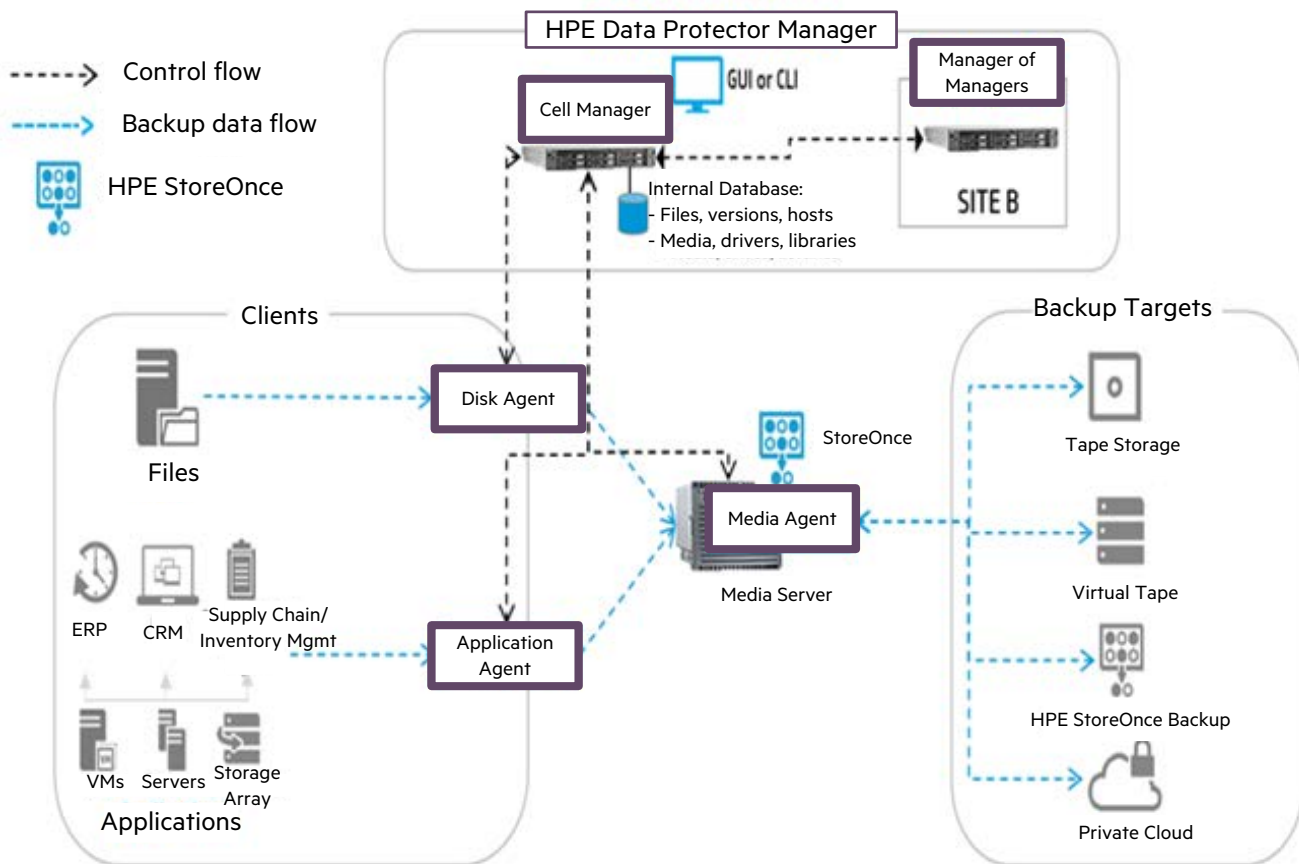 HPE Data Protector Manager
Control flow
Backup data flow
HPE StoreOnce
Cell Manager
GUI or CLI
Manager of
Managers
SITE B
Internal Database:
- Files, versions, hosts
- Media, drivers, libraries
Clients
Files
Disk Agent
ERP
CRM
Supply Chain/
Inventory Mgmt
Application
Agent
VMs
Servers
Storage
Array
Applications
StoreOnce
Media Agent
Media Server
Backup Targets
Tape Storage
Virtual Tape
HPE StoreOnce Backup
Private Cloud